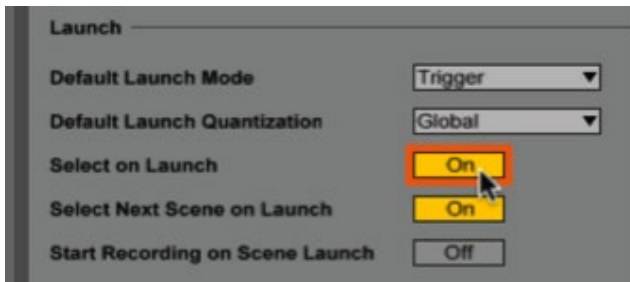 Launch
Default Launch Mode Trigger
Default Launch Quantization Global
Select on Launch On
Select Next Scene on Launch On
Start Recording on Scene Launch Off